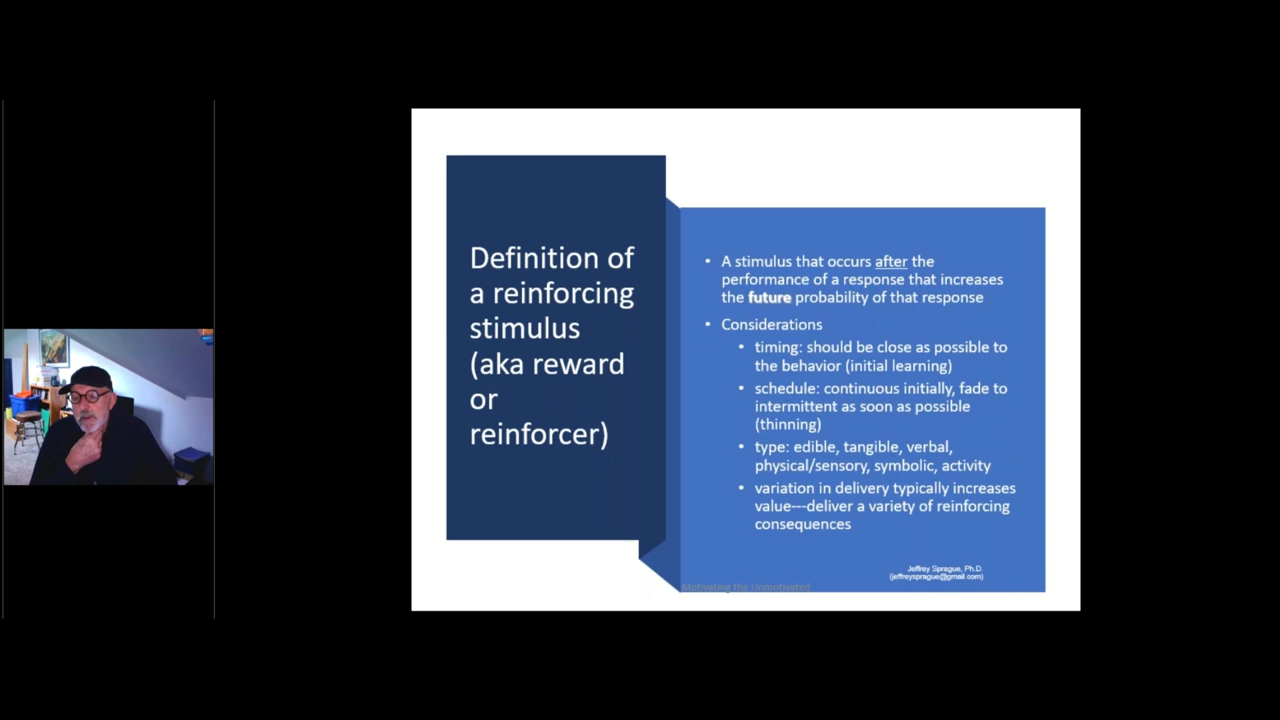 Definition of
a reinforcing
stimulus
(aka reward
or
reinforcer)
• A stimulus that occurs after the
performance of a response that increases
the future probability of that response
• Considerations
• timing: should be close as possible to
the behavior (initial learning)
• schedule: continuous initially, fade to
intermittent as soon as possible
(thinning)
• type: edible, tangible, verbal,
physical/sensory, symbolic, activity
• variation in delivery typically increases
value---deliver a variety of reinforcing
consequences
Jeffrey Sprague, Ph.D.
(jeffreysprague@gmail.com)
Motivating the Unmotivated